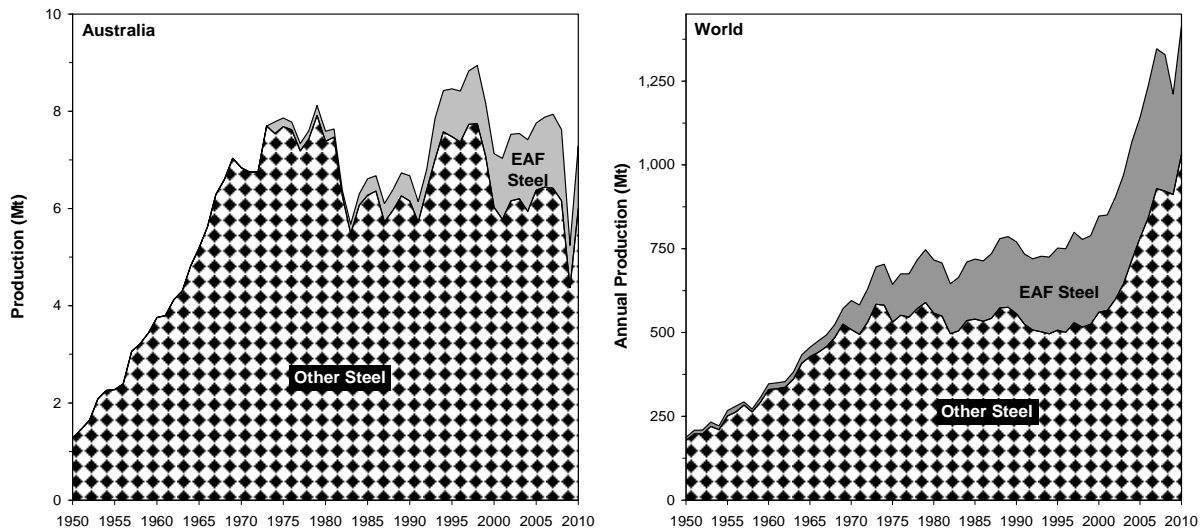 Australia
Production (Mt)
10
8
6
4
2
0
EAF
Steel
Other Steel
1950 1955 1960 1965 1970 1975 1980 1985 1990 1995 2000 2005 2010
World
Annual Production (Mt)
1,250
1,000
750
500
250
0
EAF Steel
Other Steel
1950 1955 1960 1965 1970 1975 1980 1985 1990 1995 2000 2005 2010